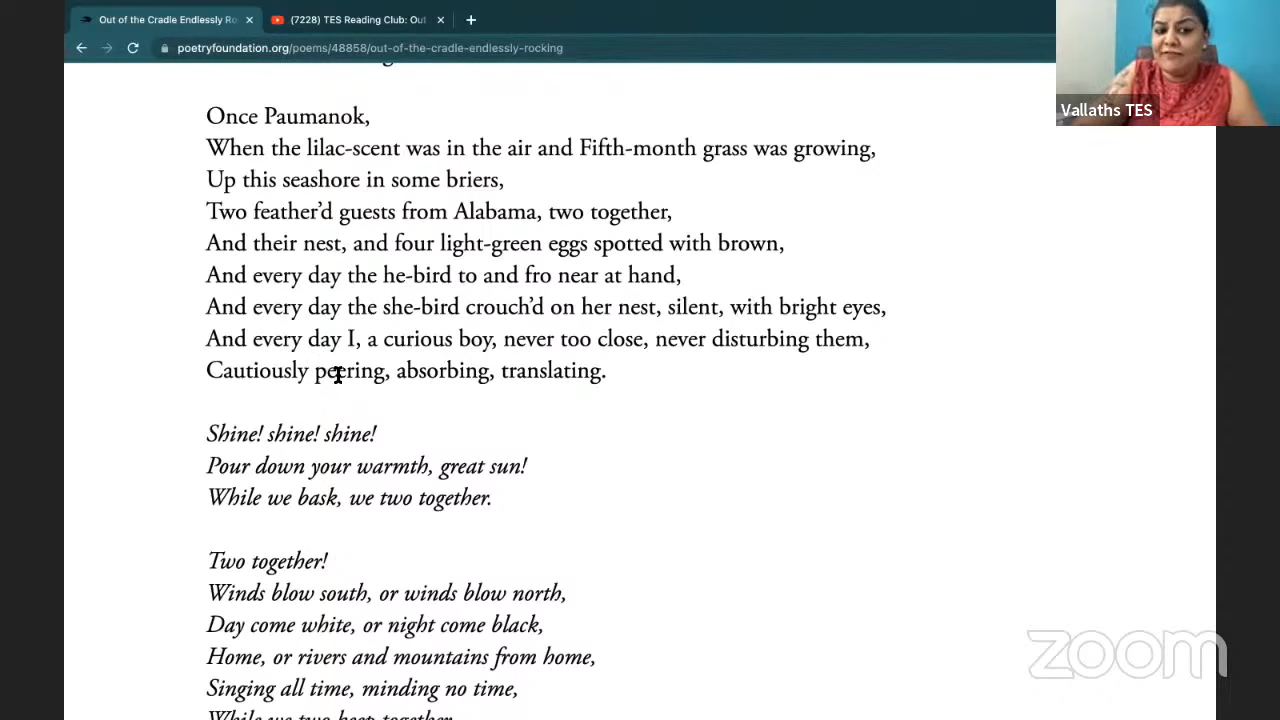 Out of the Cradle Endlessly Ro
(7228) TES Reading Club: Out
poetryfoundation.org/poems/48858/out-of-the-cradle-endlessly-rocking
Vallaths TES
Once Paumanok,
When the lilac-scent was in the air and Fifth-month grass was growing,
Up this seashore in some briers,
Two feather’d guests from Alabama, two together,
And their nest, and four light-green eggs spotted with brown,
And every day the he-bird to and fro near at hand,
And every day the she-bird crouch’d on her nest, silent, with bright eyes,
And every day I, a curious boy, never too close, never disturbing them,
Cautiously peering, absorbing, translating.
Shine! shine! shine!
Pour down your warmth, great sun!
While we bask, we two together.
Two together!
Winds blow south, or winds blow north,
Day come white, or night come black,
Home, or rivers and mountains from home,
Singing all time, minding no time,
While we two keep together.
zoom